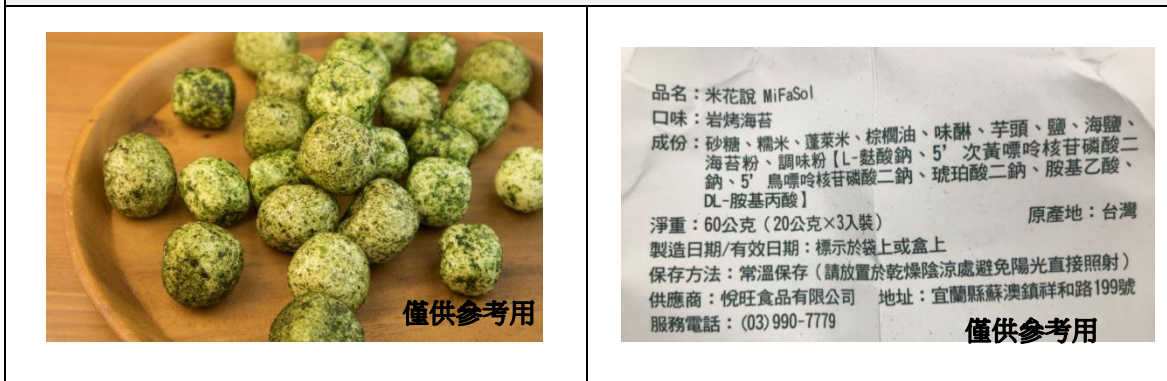 僅供參考用
品名：米花說 MiFaSol
口味：岩烤海苔
成份：砂糖、糯米、蓬萊米、棕櫚油、味醂、芋頭、鹽、海鹽、
海苔粉、調味粉【L-麩酸鈉、5’ 次黃嘌呤核苷磷酸二
鈉、5’ 鳥嘌呤核苷磷酸二鈉、琥珀酸二鈉、胺基乙酸、
DL-胺基丙酸】
淨重：60公克（20公克×3入裝） 原產地：台灣
製造日期/有效日期：標示於袋上或盒上
保存方法：常溫保存（請放置於乾燥陰涼處避免陽光直接照射）
供應商：悅旺食品有限公司 地址：宜蘭縣蘇澳鎮祥和路199號
服務電話：(03)990-7779
僅供參考用